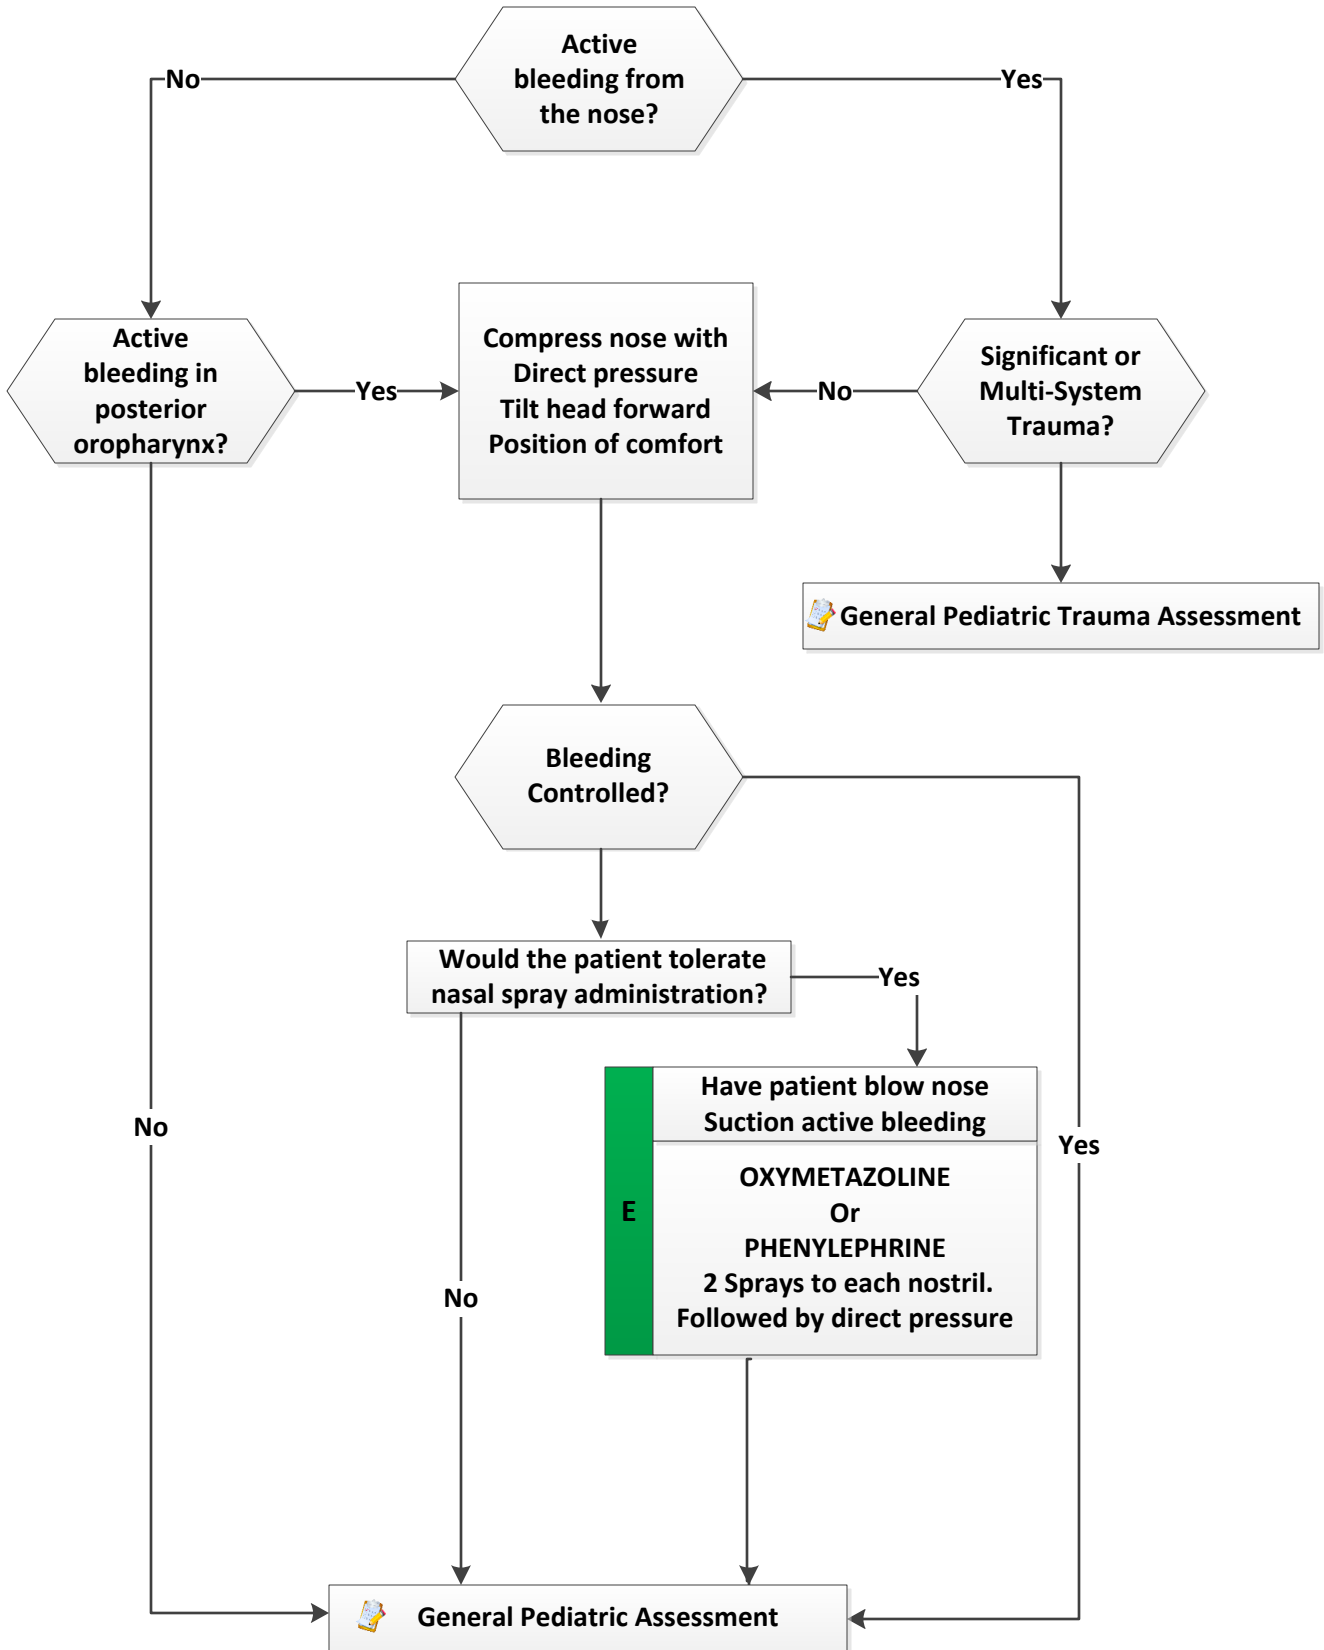 Active
bleeding from
the nose?
No
Yes
Active
bleeding in
posterior
oropharynx?
Yes
Compress nose with
Direct pressure
Tilt head forward
Position of comfort
No
Significant or
Multi-System
Trauma?
General Pediatric Trauma Assessment
Bleeding
Controlled?
Would the patient tolerate
nasal spray administration?
Yes
Have patient blow nose
Suction active bleeding
E
OXYMETAZOLINE
Or
PHENYLEPHRINE
2 Sprays to each nostril.
Followed by direct pressure
No
Yes
No
General Pediatric Assessment